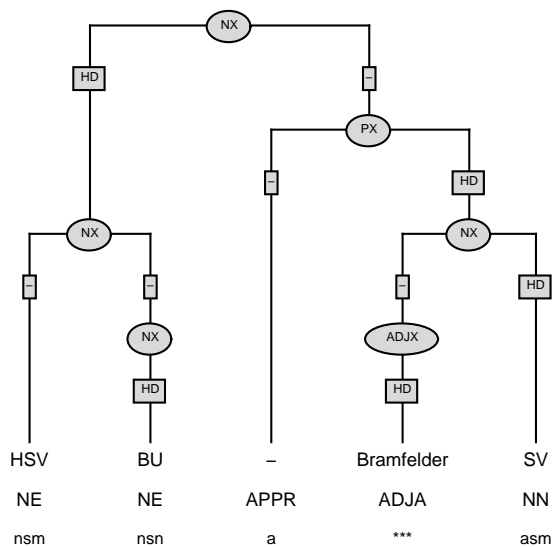 NX
HD –
PX
– HD
NX NX
– – – HD
NX ADJX
HD HD
HSV BU – Bramfelder SV
NE NE APPR ADJA NN
nsm nsn a *** asm